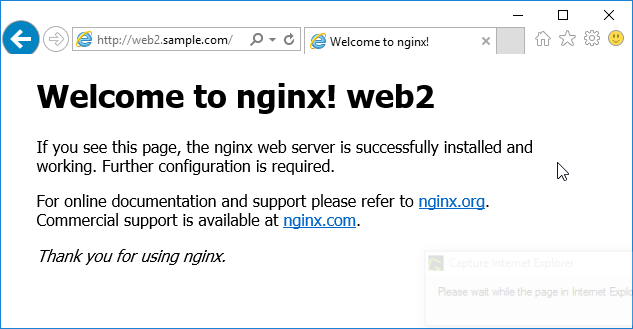 http://web2.sample.com/
Welcome to nginx!
Welcome to nginx! web2
If you see this page, the nginx web server is successfully installed and
working. Further configuration is required.
For online documentation and support please refer to nginx.org.
Commercial support is available at nginx.com.
Thank you for using nginx.
Capture Internet Explorer
Please wait while the page in Internet Explo